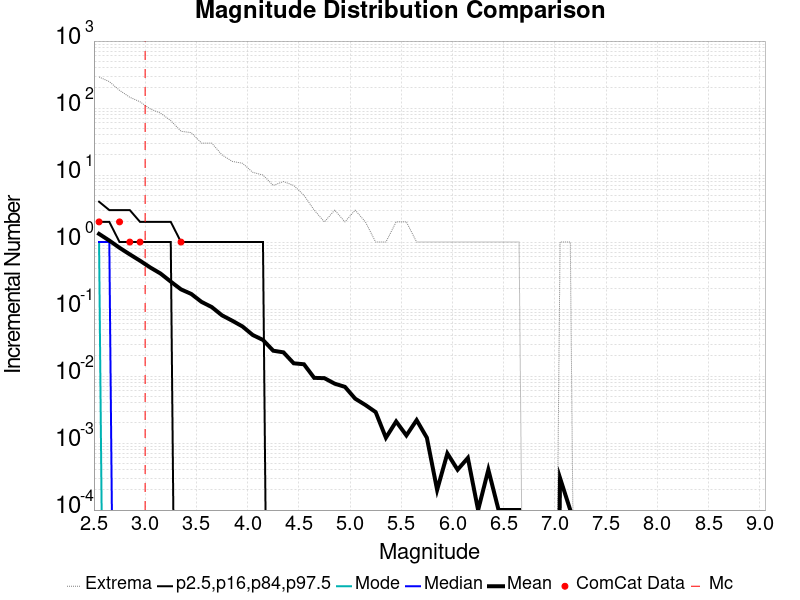 Magnitude Distribution Comparison
10^3
10^2
10^1
10^0
10^-1
10^-2
10^-3
10^-4
Incremental Number
2.5 3.0 3.5 4.0 4.5 5.0 5.5 6.0 6.5 7.0 7.5 8.0 8.5 9.0
Magnitude
Extrema p2.5,p16,p84,p97.5 Mode Median Mean ComCat Data Mc